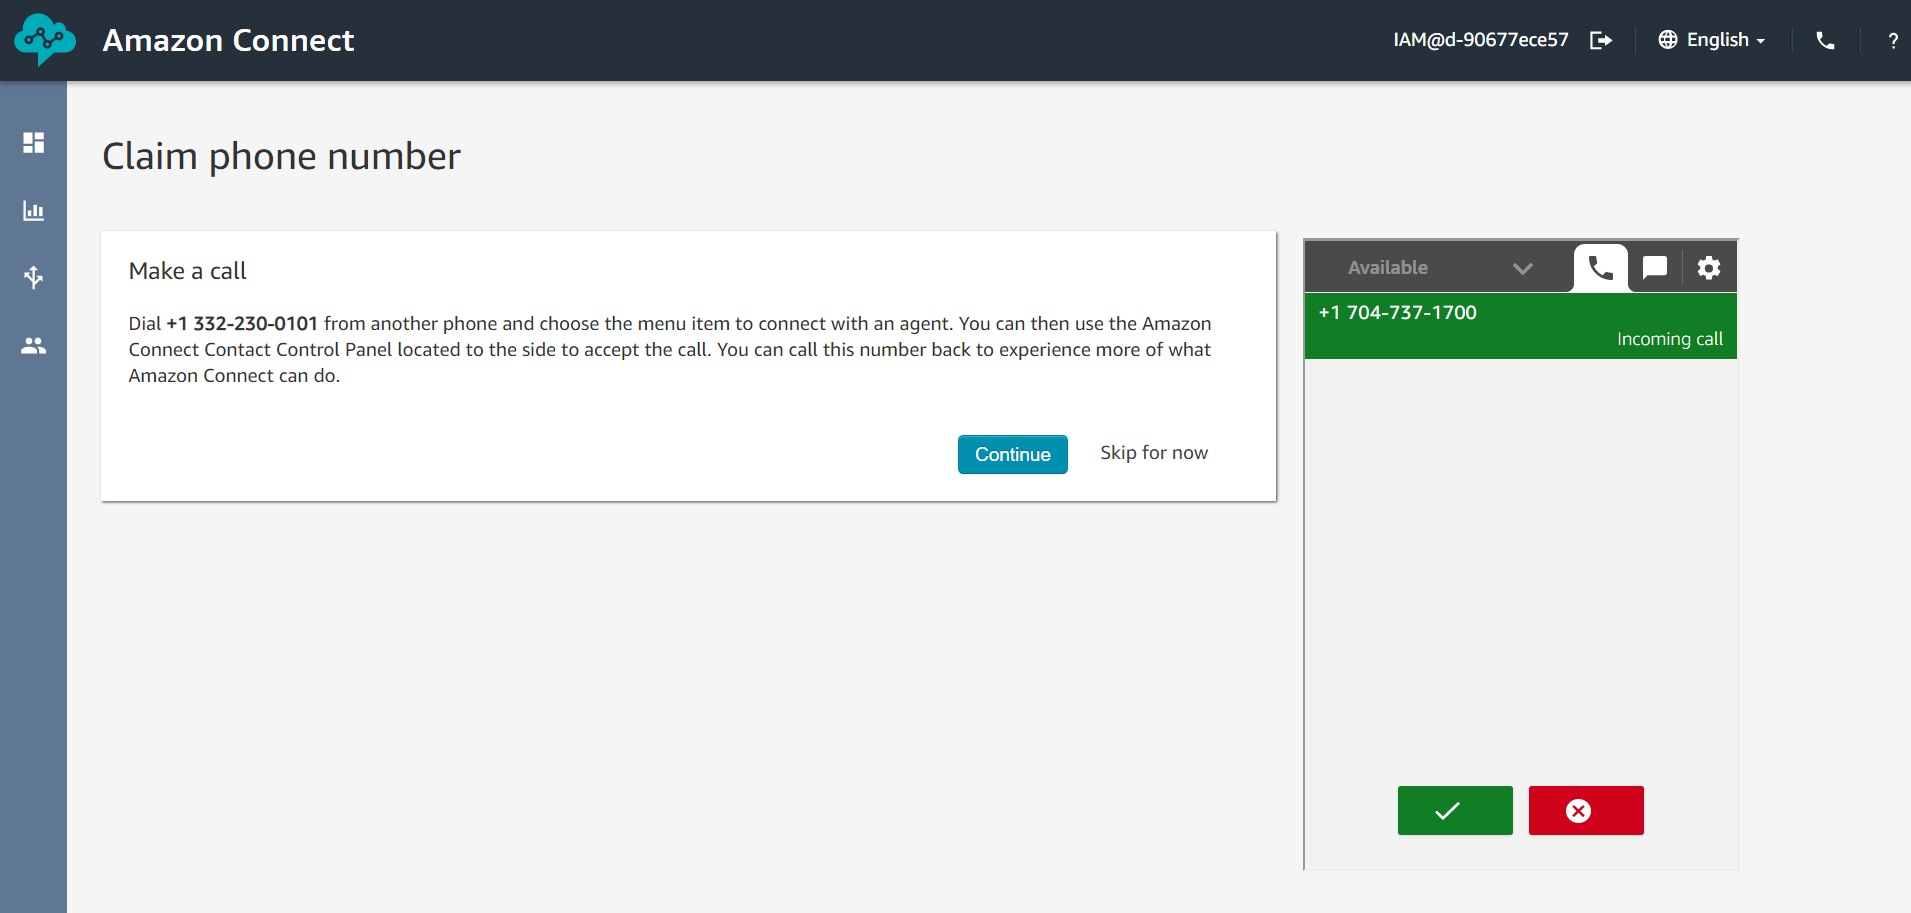 Amazon Connect
IAM@d-90677ece57
English
?
Claim phone number
Make a call
Dial +1 332-230-0101 from another phone and choose the menu item to connect with an agent. You can then use the Amazon
Connect Contact Control Panel located to the side to accept the call. You can call this number back to experience more of what
Amazon Connect can do.
Continue
Skip for now
Available
+1 704-737-1700
Incoming call